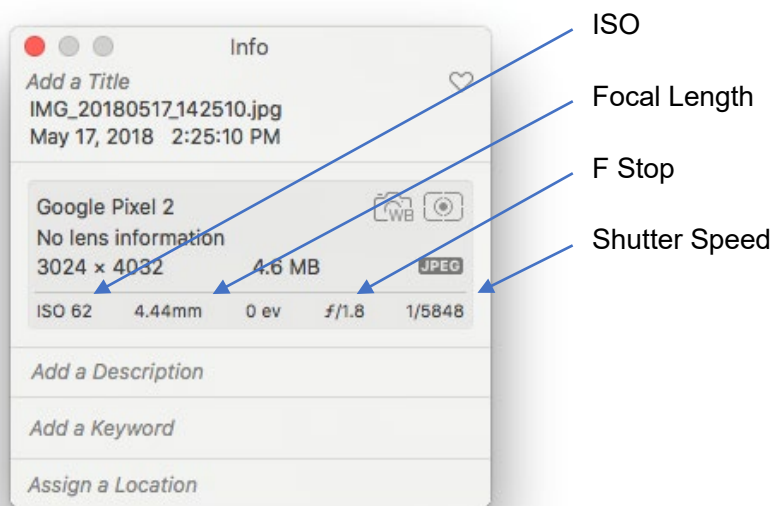 Info
Add a Title
IMG_20180517_142510.jpg
May 17, 2018 2:25:10 PM
Google Pixel 2
WB
No lens information
3024 × 4032 4.6 MB JPEG
ISO 62 4.44mm 0 ev ƒ/1.8 1/5848
Add a Description
Add a Keyword
Assign a Location
ISO
Focal Length
F Stop
Shutter Speed